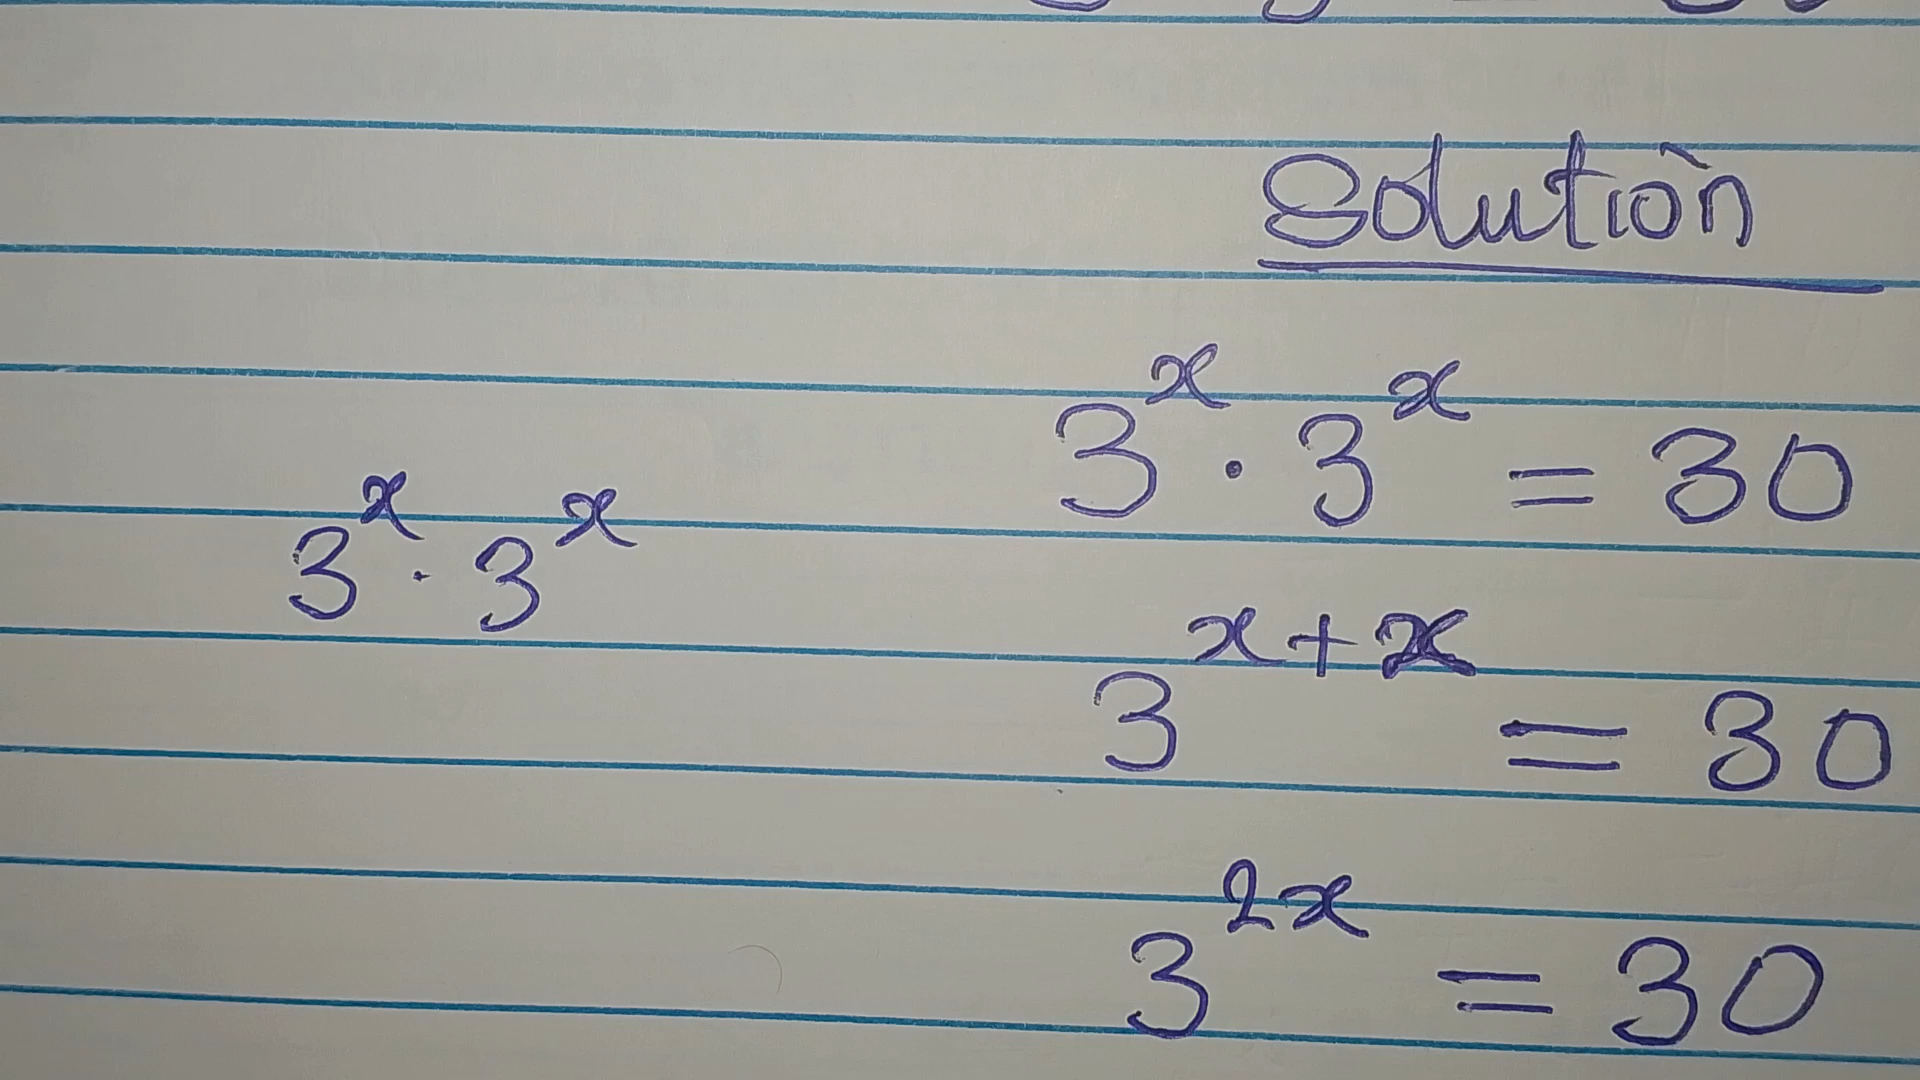 Solution
3^x · 3^x = 30
3^x · 3^x
3^{x+x} = 30
3^{2x} = 30